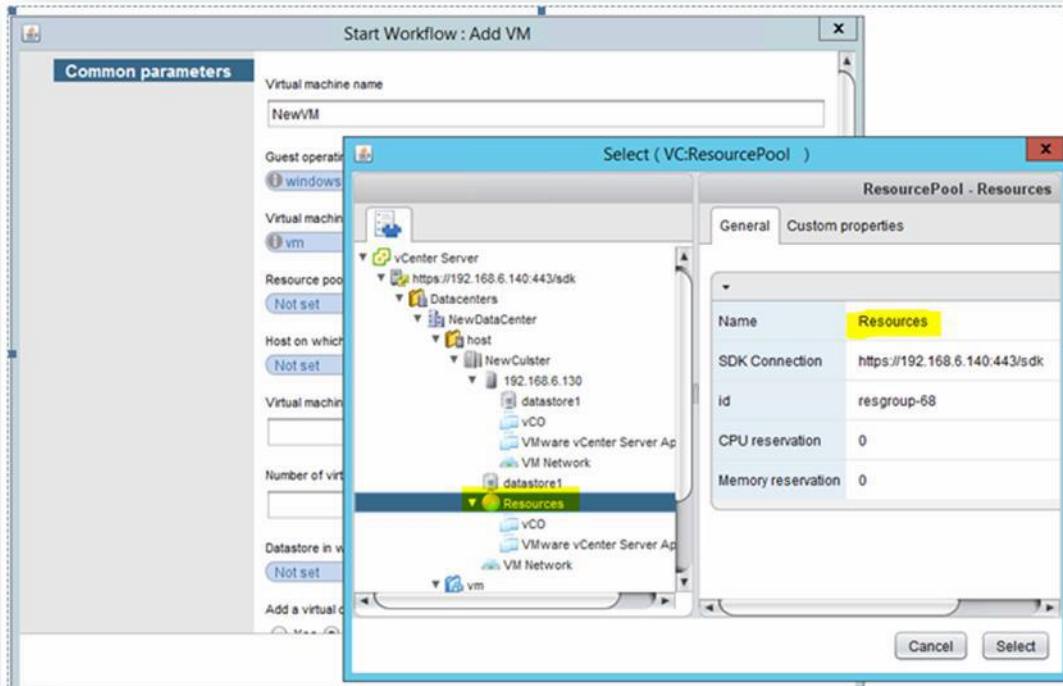 Start Workflow : Add VM
x
Common parameters
Virtual machine name
NewVM
Guest operatin
windows
Virtual machin
vm
Resource poo
Not set
Host on which
Not set
Virtual machin
Number of virt
Datastore in w
Not set
Add a virtual d
Select ( VC:ResourcePool )
x
vCenter Server
https://192.168.6.140:443/sdk
Datacenters
NewDataCenter
host
NewCulster
192.168.6.130
datastore1
vCO
VMware vCenter Server Ap
VM Network
datastore1
Resources
vCO
VMware vCenter Server Ap
VM Network
vm
ResourcePool - Resources
General Custom properties
Name Resources
SDK Connection https://192.168.6.140:443/sdk
id resgroup-68
CPU reservation 0
Memory reservation 0
Cancel Select